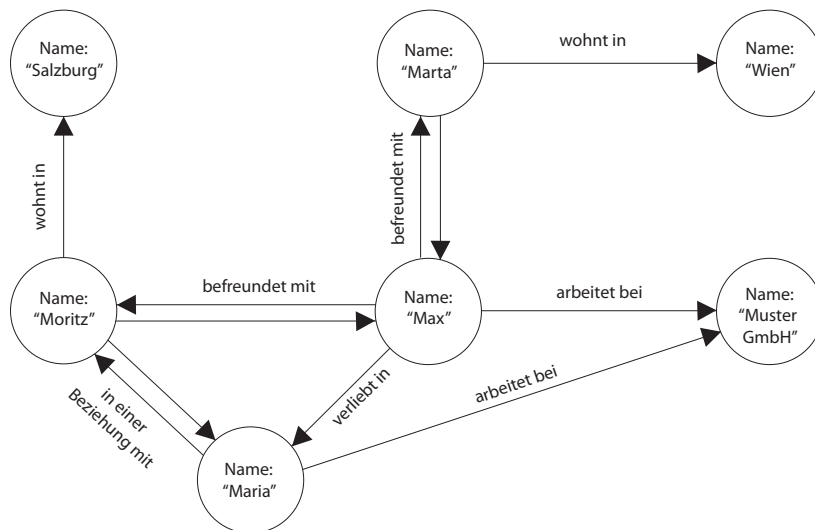 Name:
“Salzburg”
Name:
“Marta”
wohnt in
Name:
“Wien”
wohnt in
befreundet mit
Name:
“Moritz”
befreundet mit
Name:
“Max”
arbeitet bei
Name:
“Muster
GmbH”
in einer
Beziehung mit
verliebt in
arbeitet bei
Name:
“Maria”